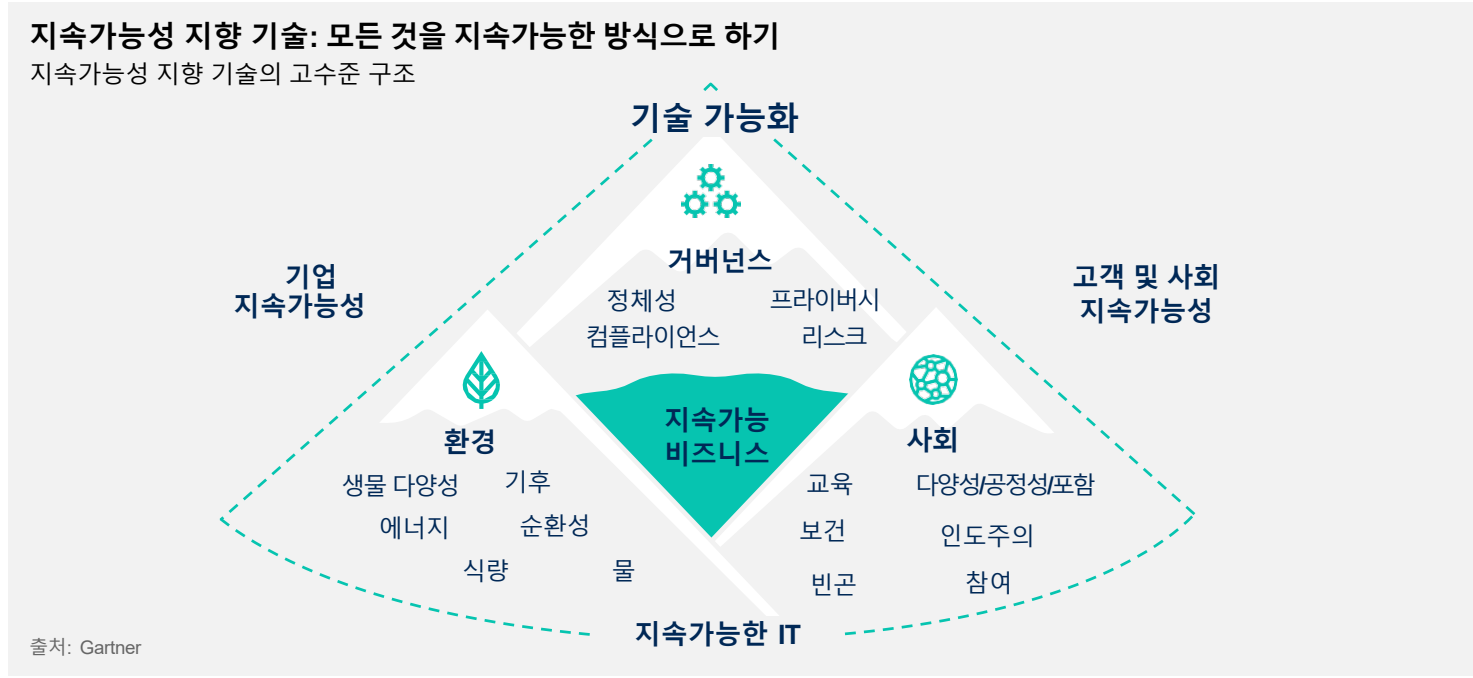 지속가능성 지향 기술: 모든 것을 지속가능한 방식으로 하기
지속가능성 지향 기술의 고수준 구조
기술 가능화
기업
지속가능성
고객 및 사회
지속가능성
거버넌스
정체성 프라이버시
컴플라이언스 리스크
지속가능
비즈니스
환경
생물 다양성 기후
에너지 순환성
식량 물
사회
교육 다양성/공정성/포함
보건 인도주의
빈곤 참여
지속가능한 IT
출처: Gartner